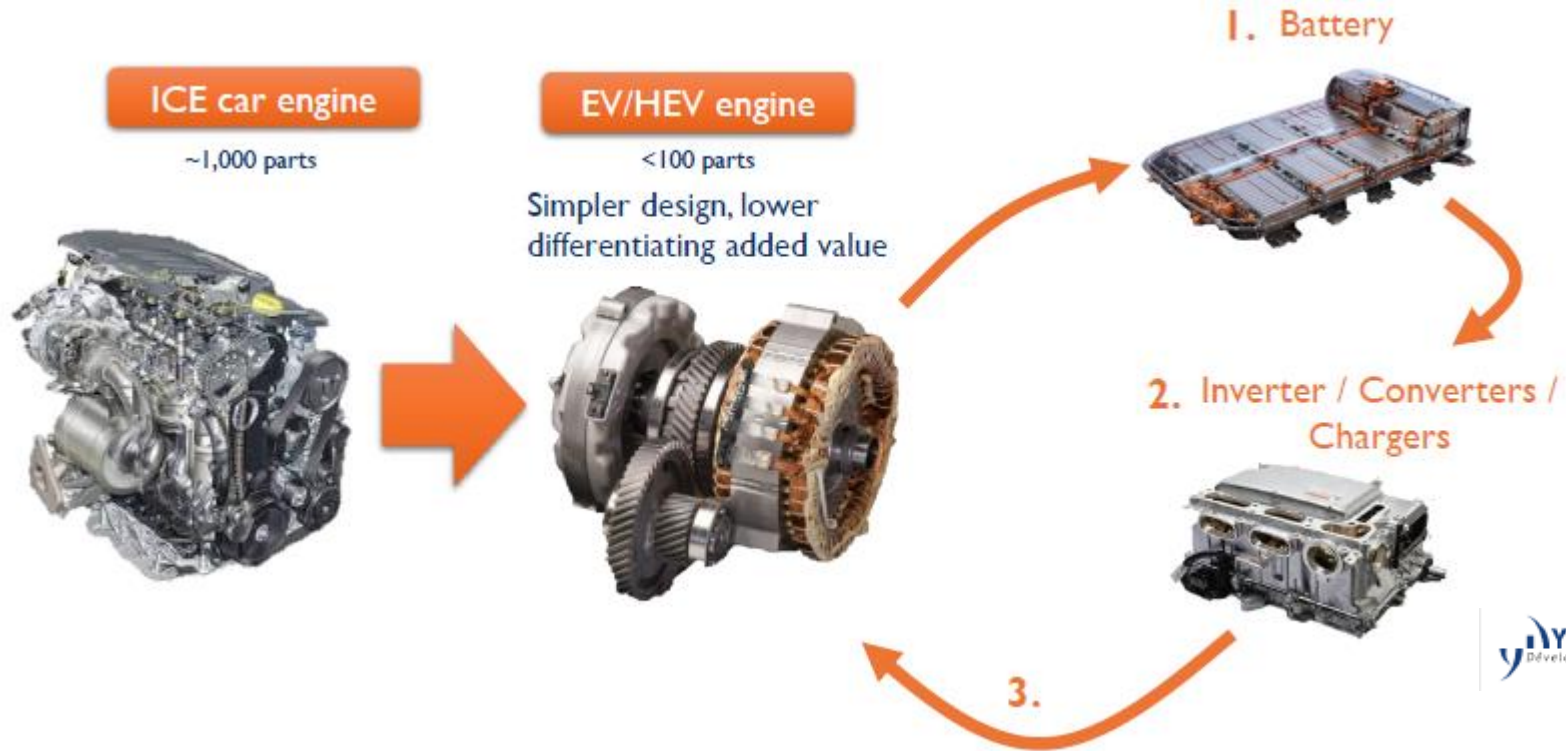 1. Battery
ICE car engine
EV/HEV engine
~1,000 parts
<100 parts
Simpler design, lower
differentiating added value
2. Inverter / Converters /
Chargers
3.